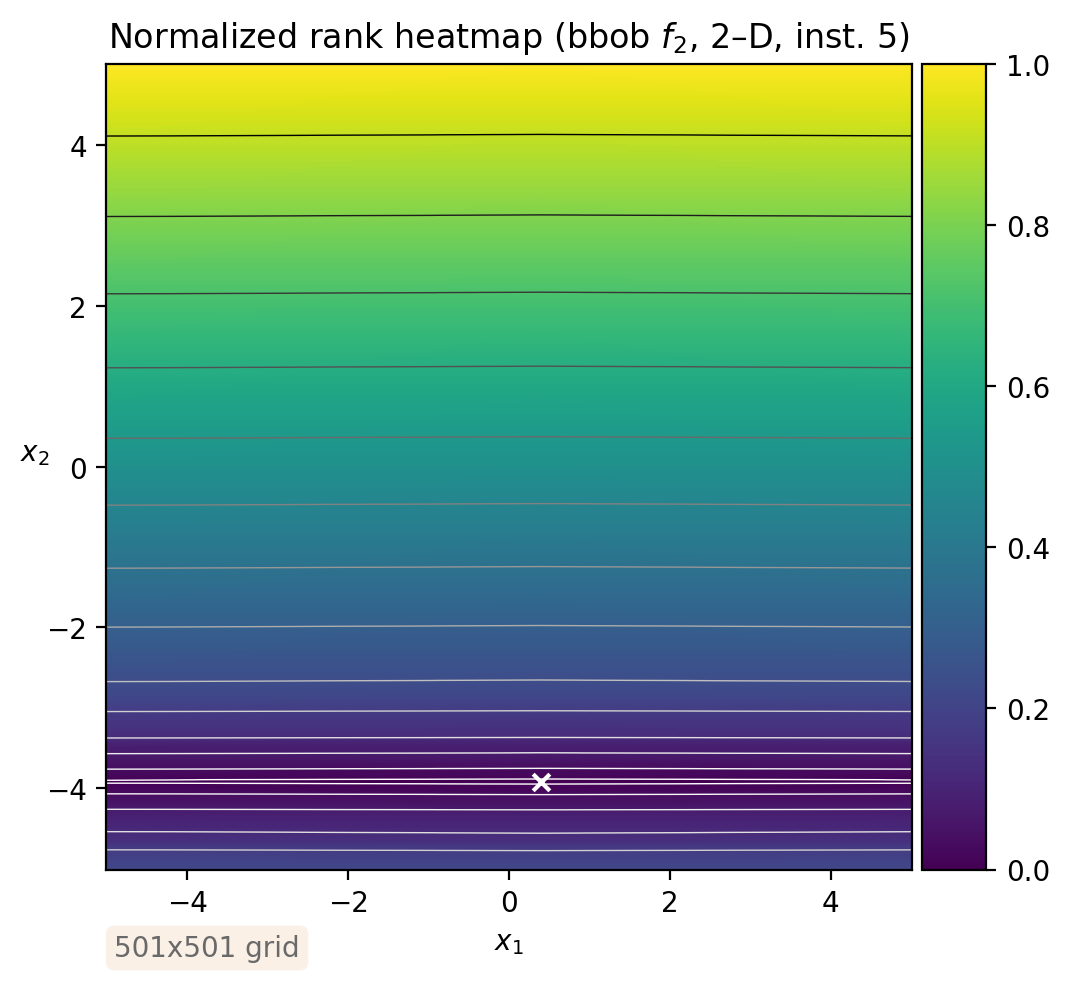 Normalized rank heatmap (bbob f₂, 2–D, inst. 5)
1.0
4
0.8
2
0.6
x₂
0
0.4
−2
0.2
−4
0.0
−4 −2 0 2 4
x₁
501x501 grid